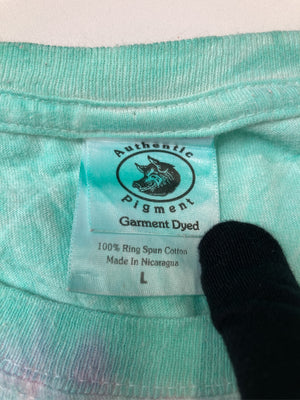 Authentic
Pigment
Garment Dyed
100% Ring Spun Cotton
Made In Nicaragua
L